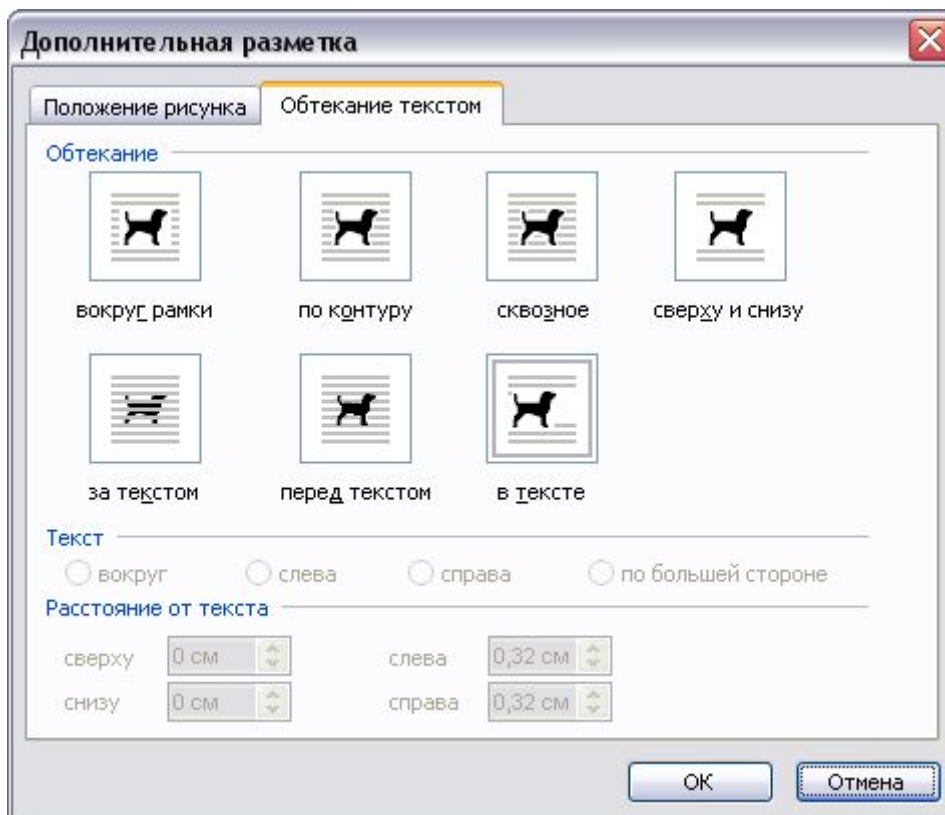 Дополнительная разметка
Положение рисунка Обтекание текстом
Обтекание
вокруг рамки по контуру сквозное сверху и снизу
за текстом перед текстом в тексте
Текст
вокруг слева справа по большей стороне
Расстояние от текста
сверху 0 см слева 0,32 см
снизу 0 см справа 0,32 см
ОК Отмена